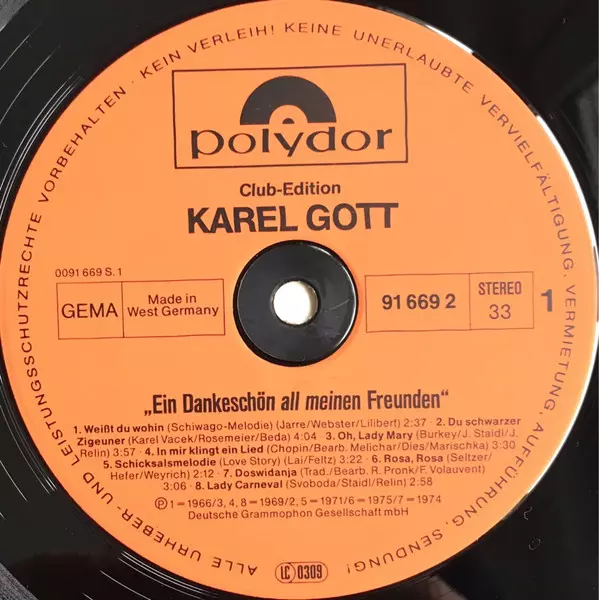 ALLE URHEBER- UND LEISTUNGSSCHUTZRECHTE VORBEHALTEN · KEIN VERLEIH! KEINE UNERLAUBTE VERVIELFÄLTIGUNG, VERMIETUNG, AUFFÜHRUNG, SENDUNG!
polydor
Club-Edition
KAREL GOTT
0091 669 S. 1
GEMA
Made in
West Germany
91 669 2
STEREO
33
1
„Ein Dankeschön all meinen Freunden“
1. Weißt du wohin (Schiwago-Melodie) (Jarre/Webster/Lilibert) 2:37 · 2. Du schwarzer
Zigeuner (Karel Vacek/Rosemeier/Beda) 4:04 · 3. Oh, Lady Mary (Burkey/J. Staidl/J.
Relin) 3:57 · 4. In mir klingt ein Lied (Chopin/Bearb. Melichar/Dies/Marischka) 3:30
5. Schicksalsmelodie (Love Story) (Lai/Feltz) 3:22 · 6. Rosa, Rosa (Seltzer/
Hefer/Weyrich) 2:12 · 7. Doswidanja (Trad./Bearb. R. Pronk/F. Volauvent)
3:06 · 8. Lady Carneval (Svoboda/Staidl/Relin) 2:58
Ⓟ 1 = 1966/3, 4, 8 = 1969/2, 5 = 1971/6 = 1975/7 = 1974
Deutsche Grammophon Gesellschaft mbH
LC 0309